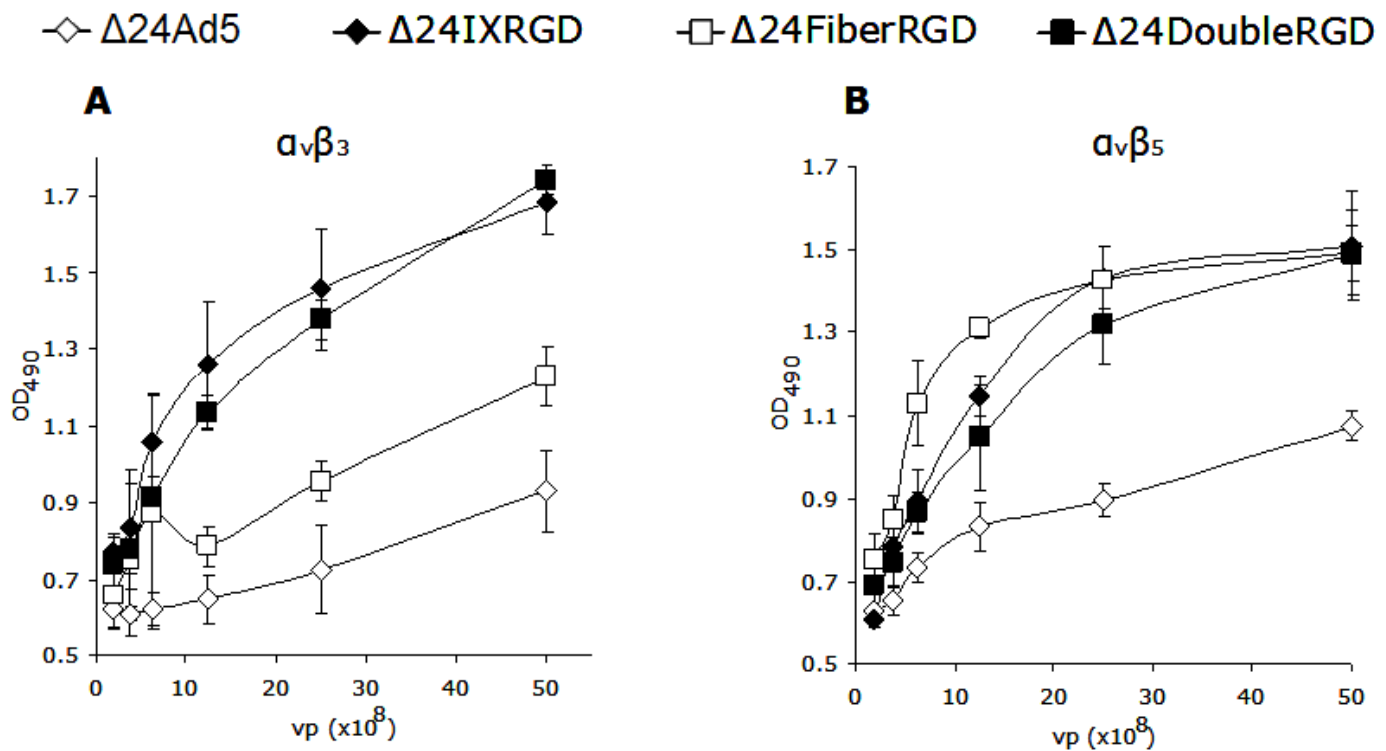 Δ24Ad5 Δ24IXRGD Δ24FiberRGD Δ24DoubleRGD
A
αvβ3
OD490
1.7
1.5
1.3
1.1
0.9
0.7
0.5
0 10 20 30 40 50
vp (x10^8)
B
αvβ5
OD490
1.7
1.5
1.3
1.1
0.9
0.7
0.5
0 10 20 30 40 50
vp (x10^8)